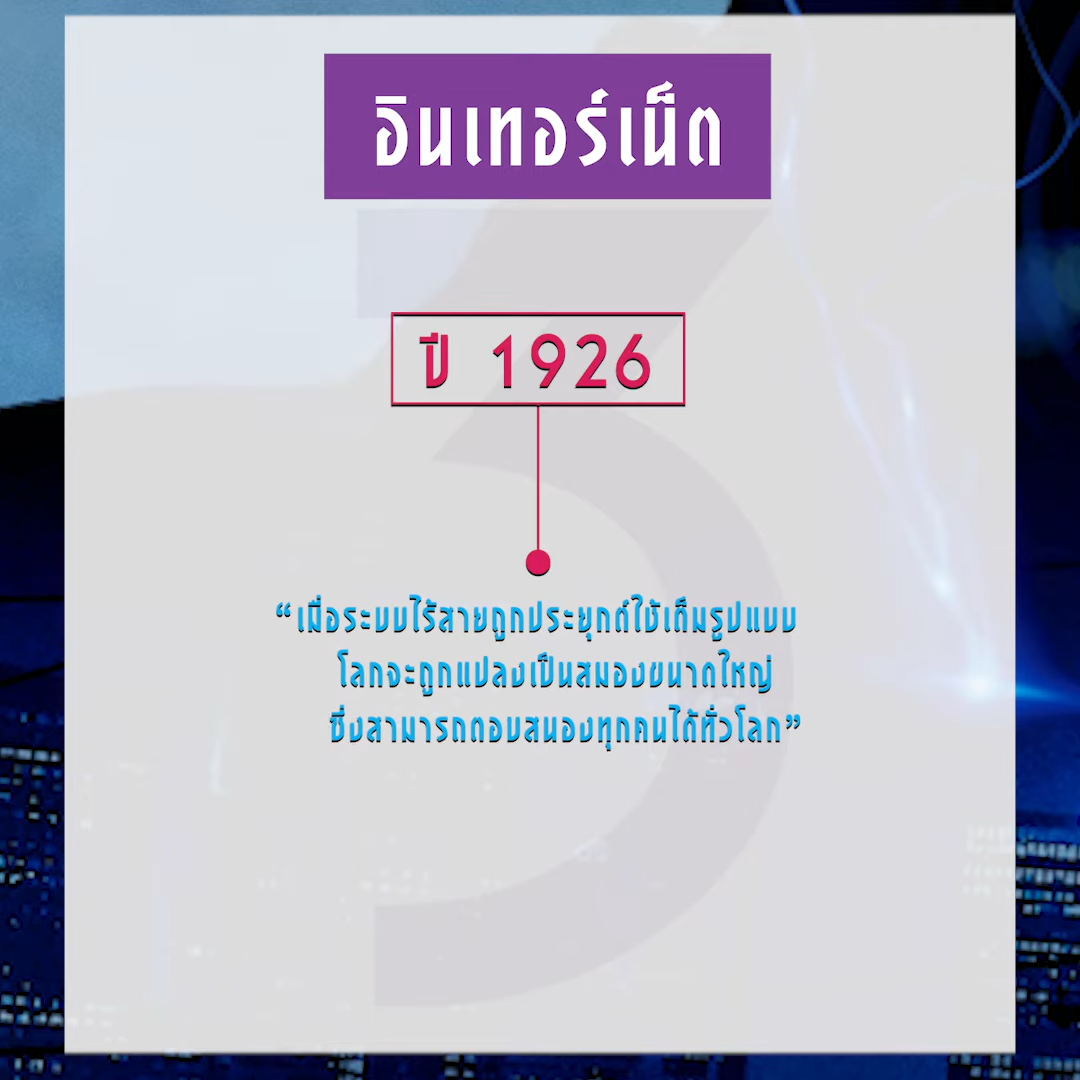 อินเทอร์เน็ต
ปี 1926
“เมื่อระบบไร้สายถูกประยุกต์ใช้เต็มรูปแบบ
โลกจะถูกแปลงเป็นสมองขนาดใหญ่
ซึ่งสามารถตอบสนองทุกคนได้ทั่วโลก”
3